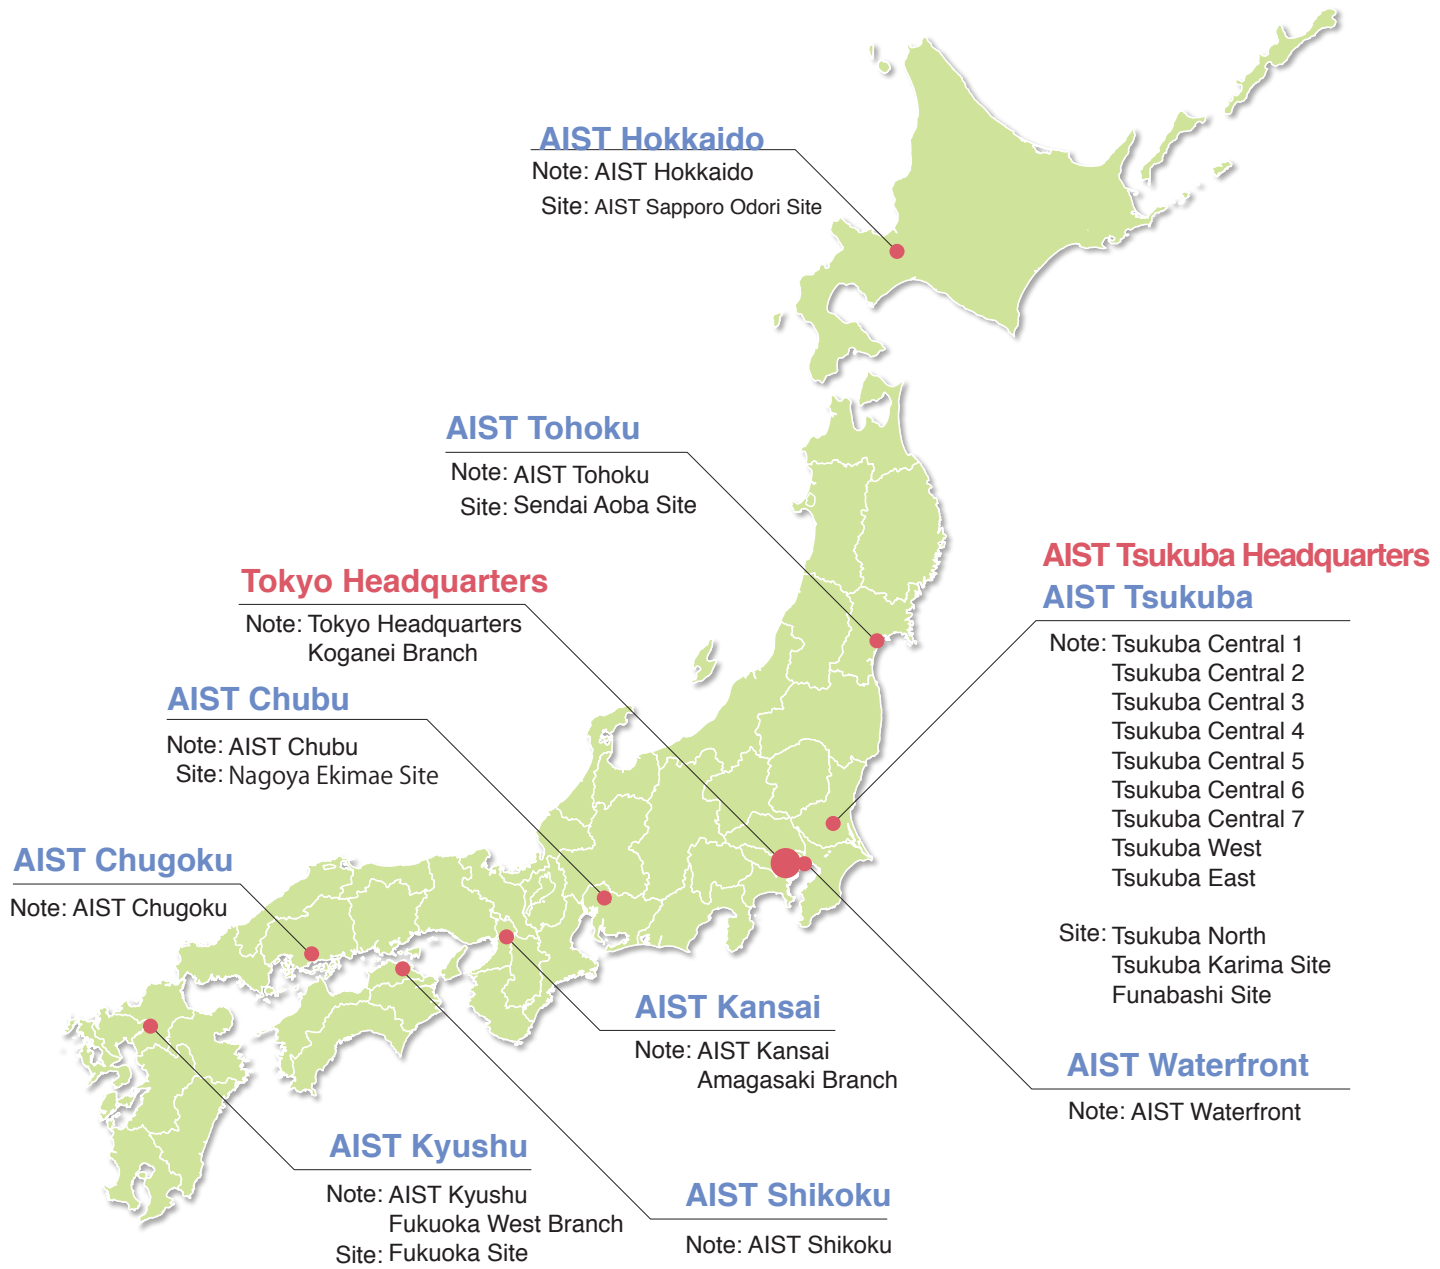 AIST Hokkaido
Note: AIST Hokkaido
Site: AIST Sapporo Odori Site
AIST Tohoku
Note: AIST Tohoku
Site: Sendai Aoba Site
Tokyo Headquarters
Note: Tokyo Headquarters
Koganei Branch
AIST Chubu
Note: AIST Chubu
Site: Nagoya Ekimae Site
AIST Chugoku
Note: AIST Chugoku
AIST Tsukuba Headquarters
AIST Tsukuba
Note: Tsukuba Central 1
Tsukuba Central 2
Tsukuba Central 3
Tsukuba Central 4
Tsukuba Central 5
Tsukuba Central 6
Tsukuba Central 7
Tsukuba West
Tsukuba East
Site: Tsukuba North
Tsukuba Karima Site
Funabashi Site
AIST Kansai
Note: AIST Kansai
Amagasaki Branch
AIST Waterfront
Note: AIST Waterfront
AIST Kyushu
Note: AIST Kyushu
Fukuoka West Branch
Site: Fukuoka Site
AIST Shikoku
Note: AIST Shikoku